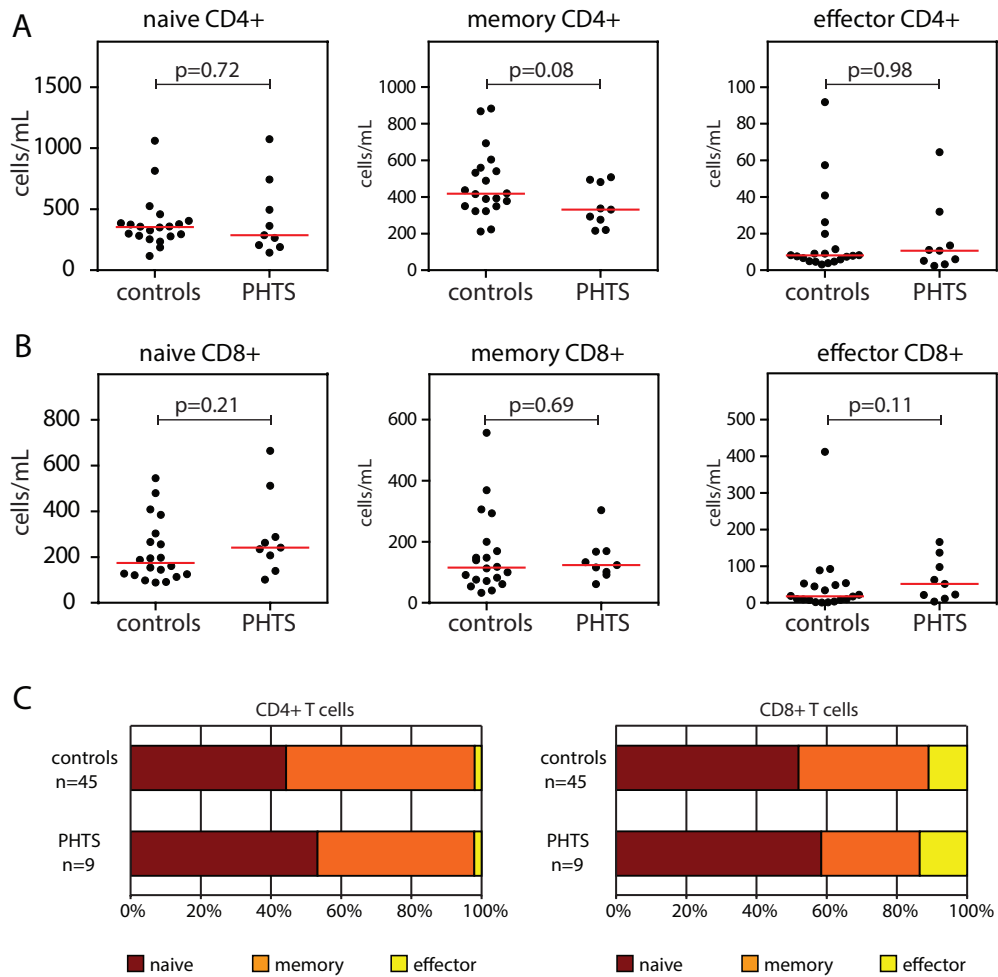 A
naive CD4+
memory CD4+
effector CD4+
cells/mL
1500
1000
500
0
p=0.72
controls
PHTS
cells/mL
1000
800
600
400
200
0
p=0.08
controls
PHTS
cells/mL
100
80
60
40
20
0
p=0.98
controls
PHTS
B
naive CD8+
memory CD8+
effector CD8+
cells/mL
800
600
400
200
0
p=0.21
controls
PHTS
cells/mL
600
400
200
0
p=0.69
controls
PHTS
cells/mL
500
400
300
200
100
0
p=0.11
controls
PHTS
C
CD4+ T cells
controls
n=45
PHTS
n=9
0% 20% 40% 60% 80% 100%
naive memory effector
CD8+ T cells
controls
n=45
PHTS
n=9
0% 20% 40% 60% 80% 100%
naive memory effector